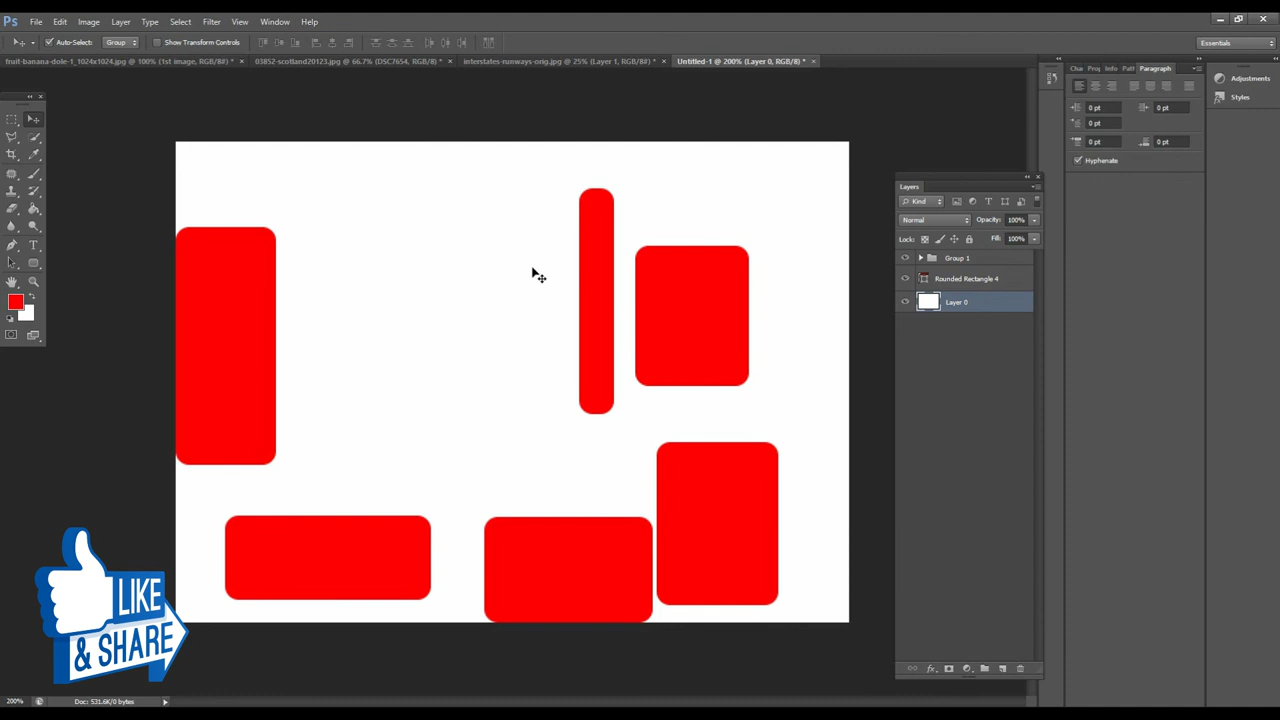 Ps File Edit Image Layer Type Select Filter View Window Help
Auto-Select: Group Show Transform Controls Essentials
fruit-banana-dole-1_1024x1024.jpg @ 100% (1st image, RGB/8#) * × 03852-scotland20123.jpg @ 66.7% (DSC7654, RGB/8#) * × interstates-runways-orig.jpg @ 25% (Layer 1, RGB/8#) * × Untitled-1 @ 200% (Layer 0, RGB/8) * ×
Cha Pro Info Pat Paragraph
Adjustments
Styles
0 pt 0 pt
0 pt
0 pt 0 pt
Hyphenate
Layers
Kind
Normal Opacity: 100%
Lock: Fill: 100%
Group 1
Rounded Rectangle 4
Layer 0
LIKE
& SHARE
fx
200% Doc: 531.6K/0 bytes